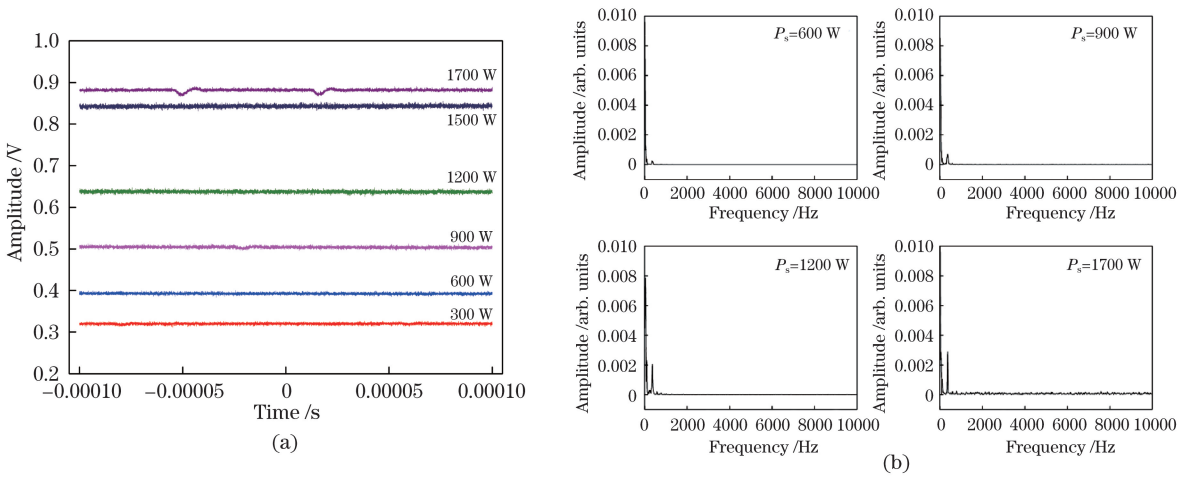 1.0
0.9
0.8
0.7
0.6
0.5
0.4
0.3
0.2
Amplitude /V
1700 W
1500 W
1200 W
900 W
600 W
300 W
−0.00010 −0.00005 0 0.00005 0.00010
Time /s
(a)
0.010
0.008
0.006
0.004
0.002
0
Amplitude /arb. units
Pₛ=600 W
0 2000 4000 6000 8000 10000
Frequency /Hz
0.010
0.008
0.006
0.004
0.002
0
Amplitude /arb. units
Pₛ=900 W
0 2000 4000 6000 8000 10000
Frequency /Hz
0.010
0.008
0.006
0.004
0.002
0
Amplitude /arb. units
Pₛ=1200 W
0 2000 4000 6000 8000 10000
Frequency /Hz
0.010
0.008
0.006
0.004
0.002
0
Amplitude /arb. units
Pₛ=1700 W
0 2000 4000 6000 8000 10000
Frequency /Hz
(b)